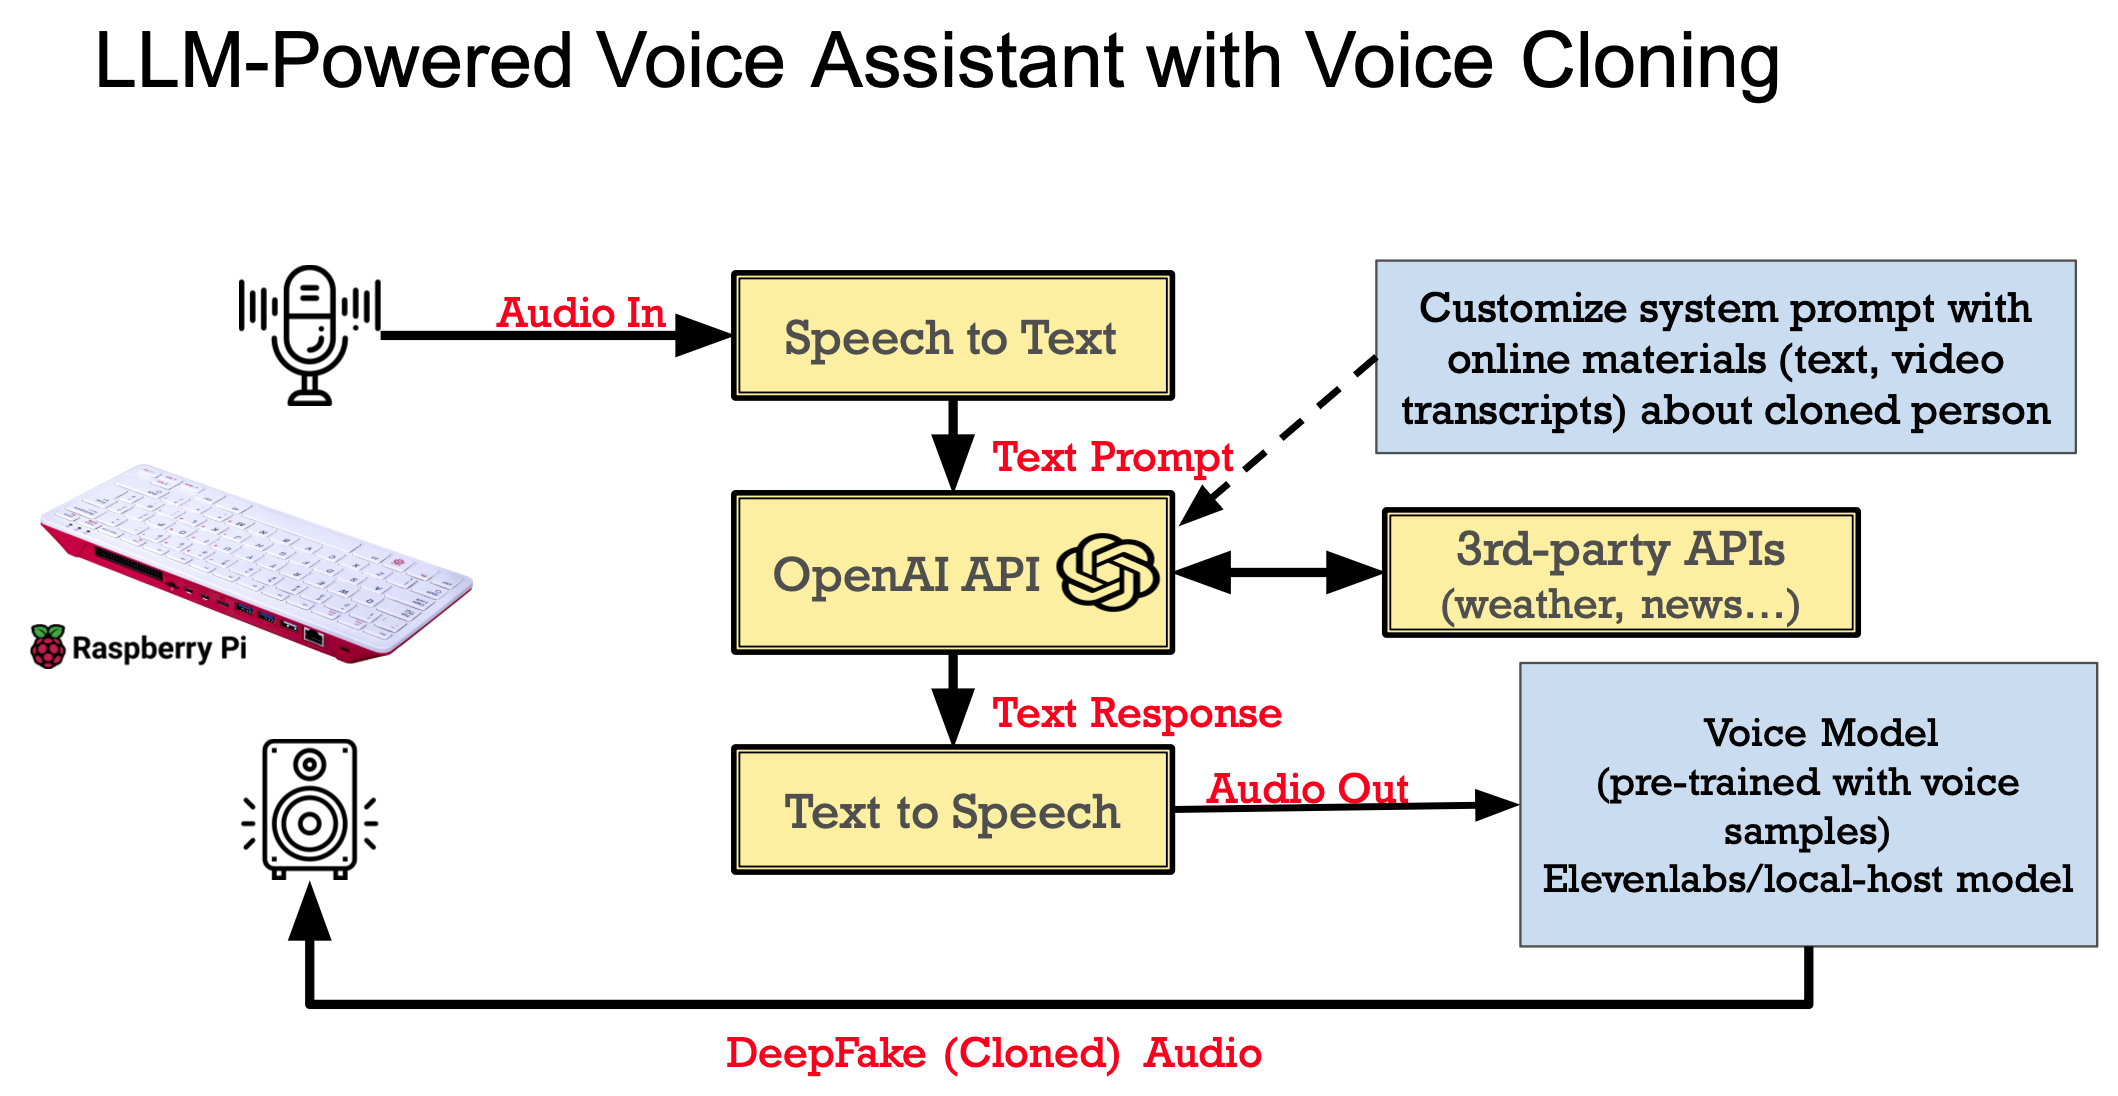 LLM-Powered Voice Assistant with Voice Cloning
Audio In
Speech to Text
Customize system prompt with
online materials (text, video
transcripts) about cloned person
Text Prompt
OpenAI API
3rd-party APIs
(weather, news...)
Raspberry Pi
Text Response
Text to Speech
Audio Out
Voice Model
(pre-trained with voice
samples)
Elevenlabs/local-host model
DeepFake (Cloned) Audio